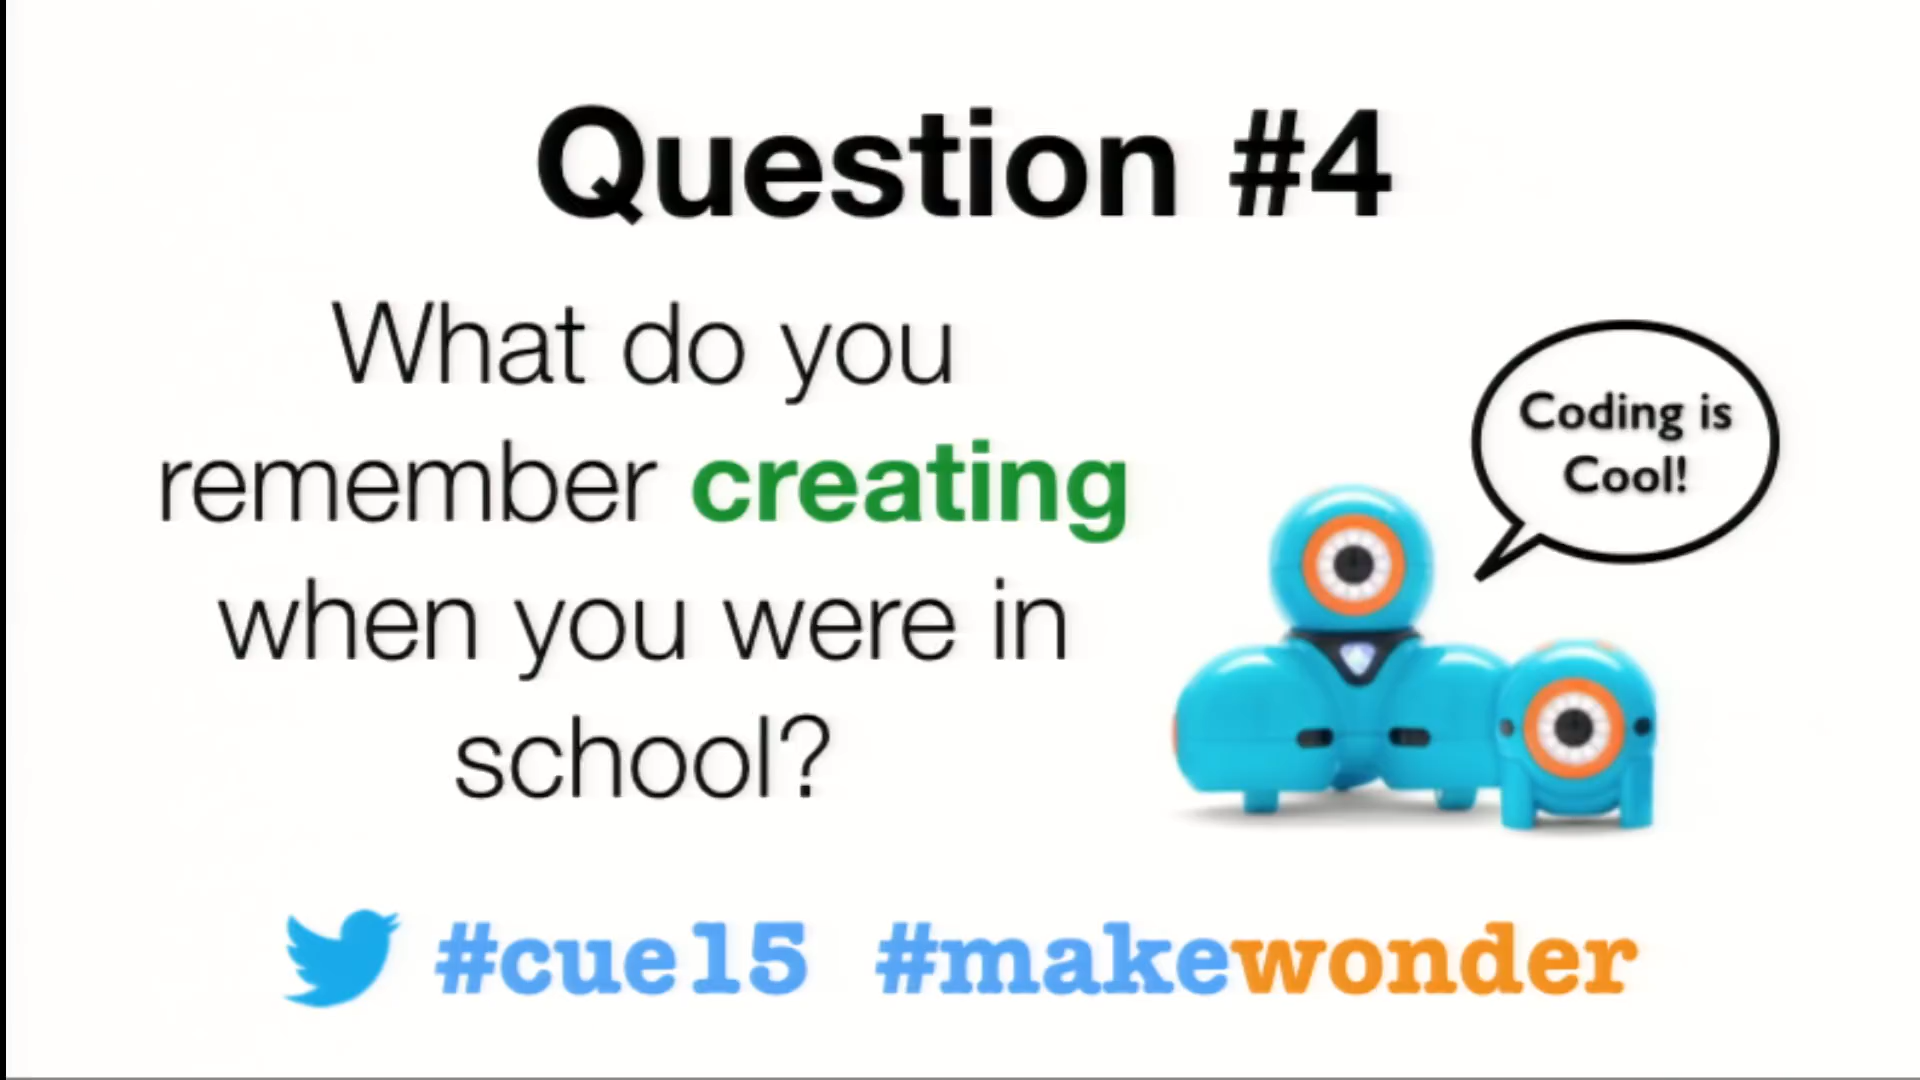 Question #4
What do you
remember creating
when you were in
school?
Coding is
Cool!
#cue15 #makewonder